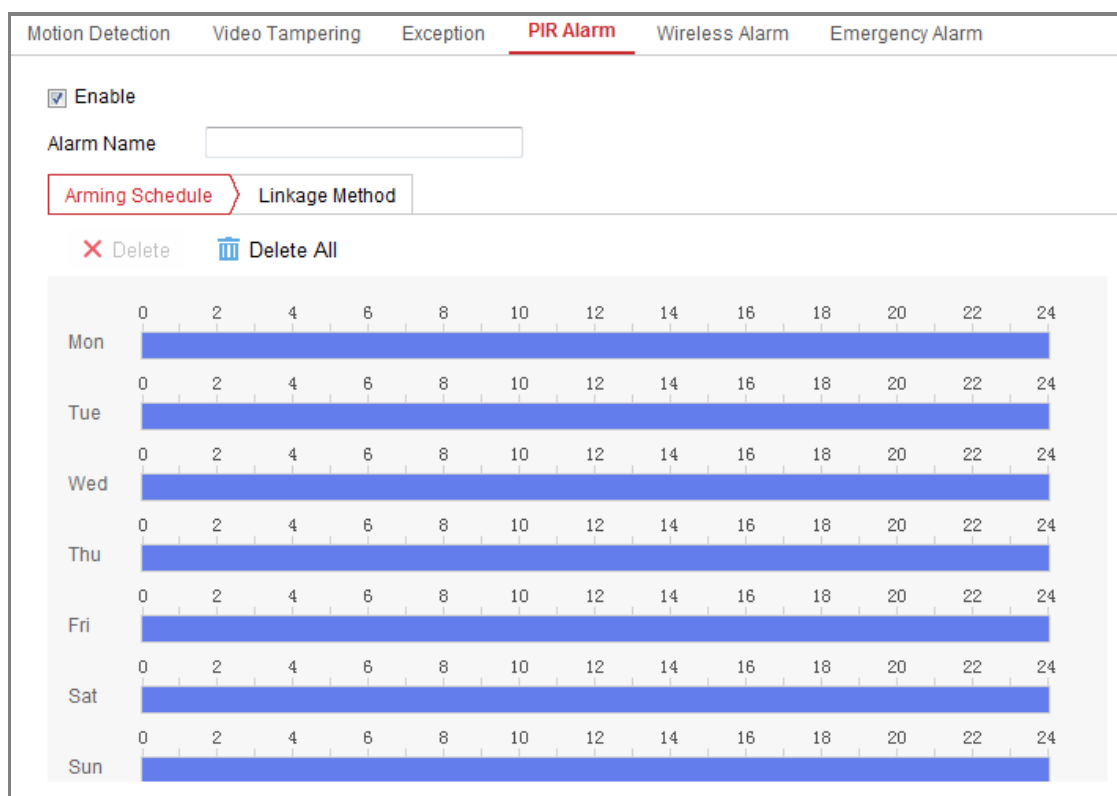 Motion Detection Video Tampering Exception PIR Alarm Wireless Alarm Emergency Alarm
Enable
Alarm Name
Arming Schedule Linkage Method
Delete Delete All
0 2 4 6 8 10 12 14 16 18 20 22 24
Mon
0 2 4 6 8 10 12 14 16 18 20 22 24
Tue
0 2 4 6 8 10 12 14 16 18 20 22 24
Wed
0 2 4 6 8 10 12 14 16 18 20 22 24
Thu
0 2 4 6 8 10 12 14 16 18 20 22 24
Fri
0 2 4 6 8 10 12 14 16 18 20 22 24
Sat
0 2 4 6 8 10 12 14 16 18 20 22 24
Sun